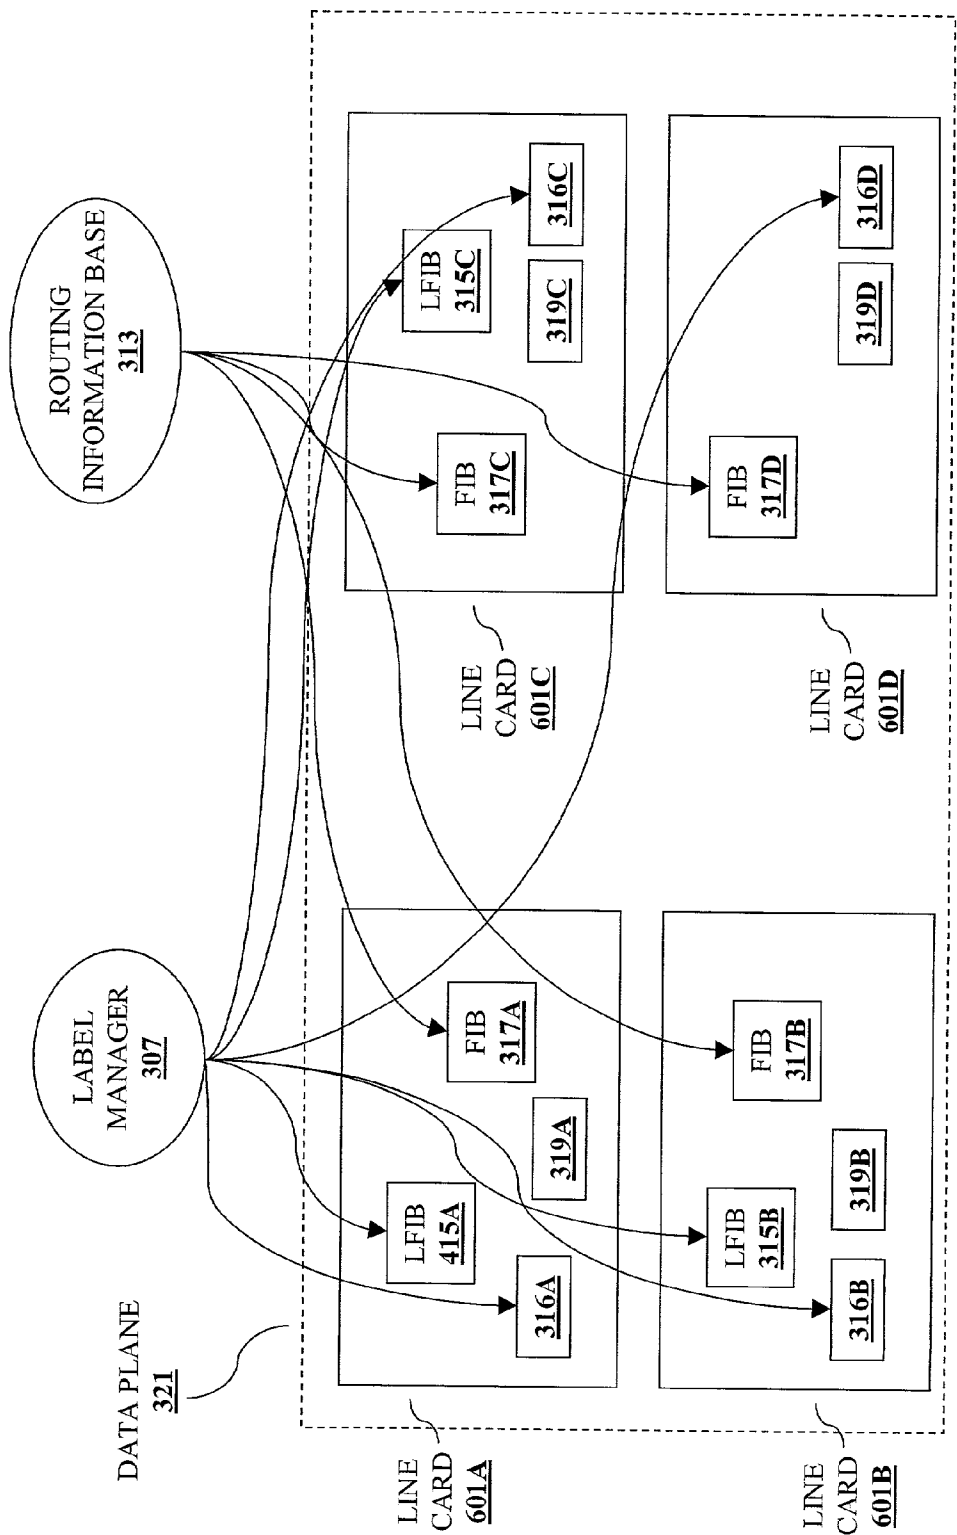 LABEL
MANAGER
307
ROUTING
INFORMATION BASE
313
DATA PLANE
321
LINE
CARD
601A
LFIB
415A
316A
319A
FIB
317A
LINE
CARD
601C
FIB
317C
LFIB
315C
319C
316C
LINE
CARD
601B
LFIB
315B
316B
319B
FIB
317B
LINE
CARD
601D
FIB
317D
319D
316D